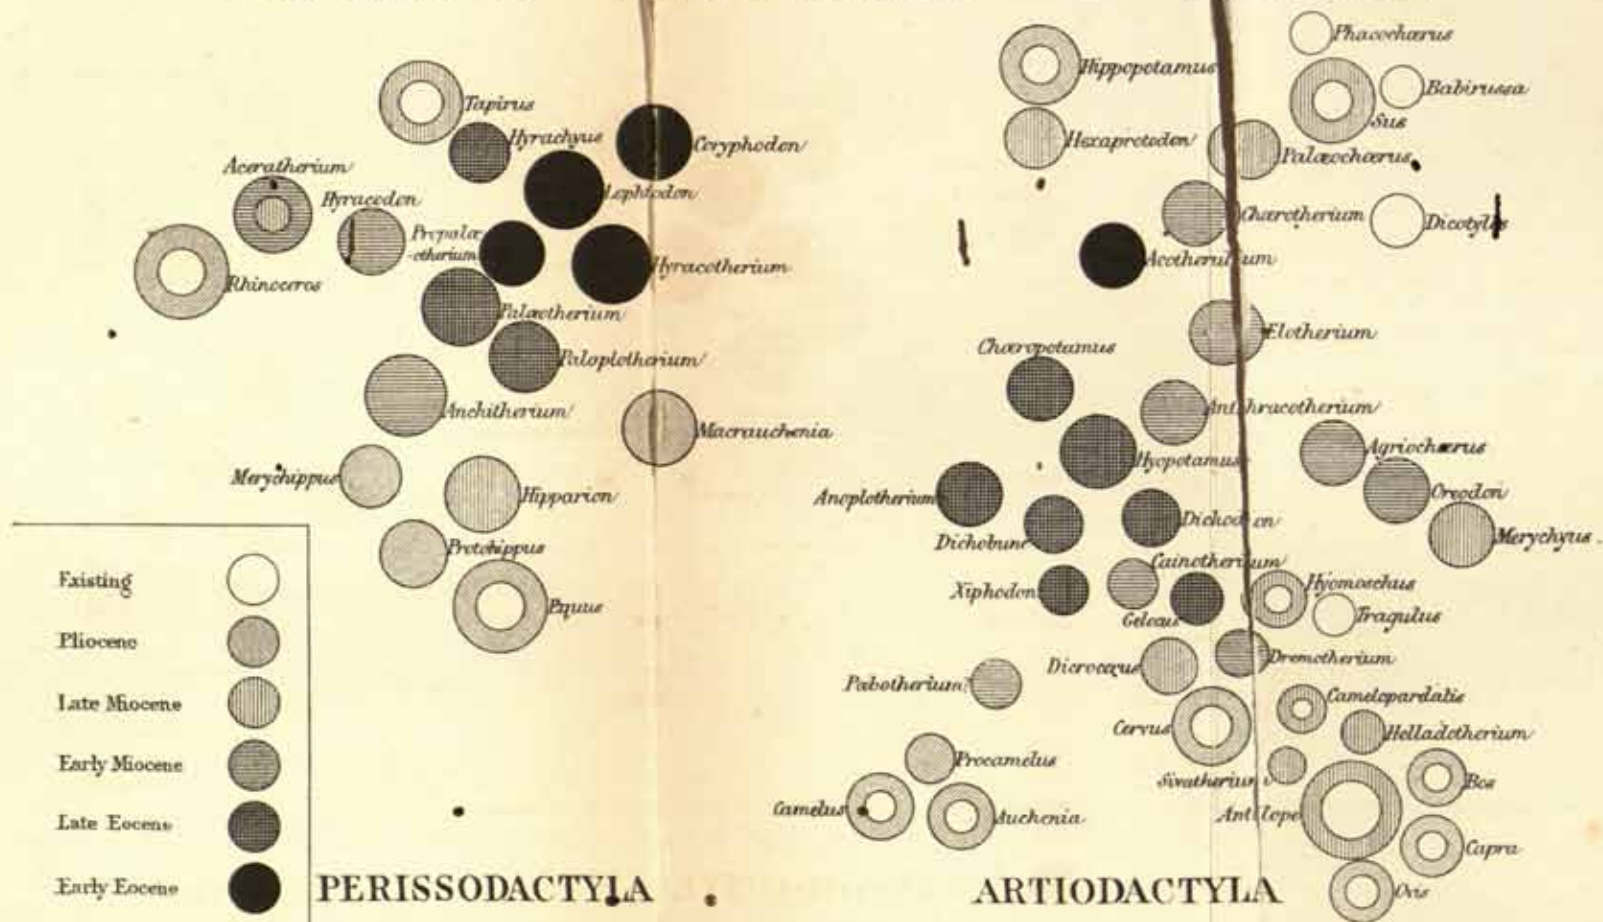 Tapirus
Hyrachyus
Coryphodon
Aceratherium
Lophiodon
Hyracodon
Propalæ
-otherium
Hyracotherium
Rhinoceros
Palæotherium
Paloplotherium
Anchitherium
Macrauchenia
Merychippus
Hipparion
Protohippus
Equus
Existing
Pliocene
Late Miocene
Early Miocene
Late Eocene
Early Eocene
PERISSODACTYLA
Phacochœrus
Hippopotamus
Babirussa
Sus
Hexaprotodon
Palæochœrus
Chœrotherium
Dicotyles
Acotherulum
Elotherium
Chœropotamus
Anthracotherium
Agriochœrus
Hyopotamus
Oreodon
Anoplotherium
Dichodon
Merychyus
Dichobune
Cainotherium
Hyomoschus
Xiphodon
Gelocus
Tragulus
Dremotherium
Dicrocerus
Pœbotherium
Camelopardalis
Cervus
Helladotherium
Procamelus
Sivatherium
Bos
Camelus
Auchenia
Antilope
Capra
Ovis
ARTIODACTYLA